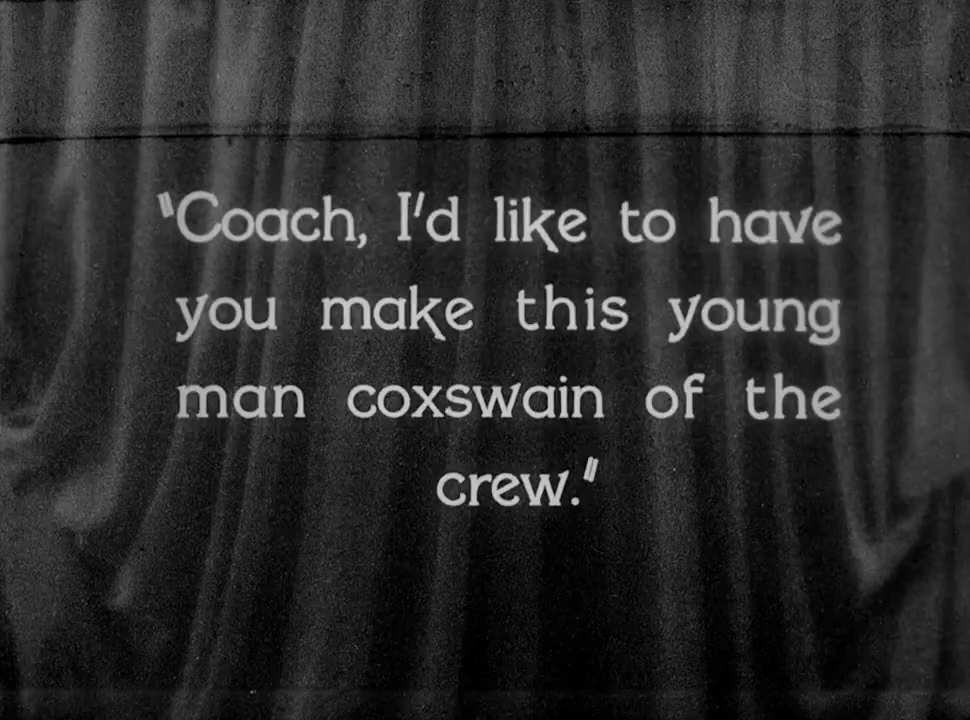 "Coach, I'd like to have
you make this young
man coxswain of the
crew."